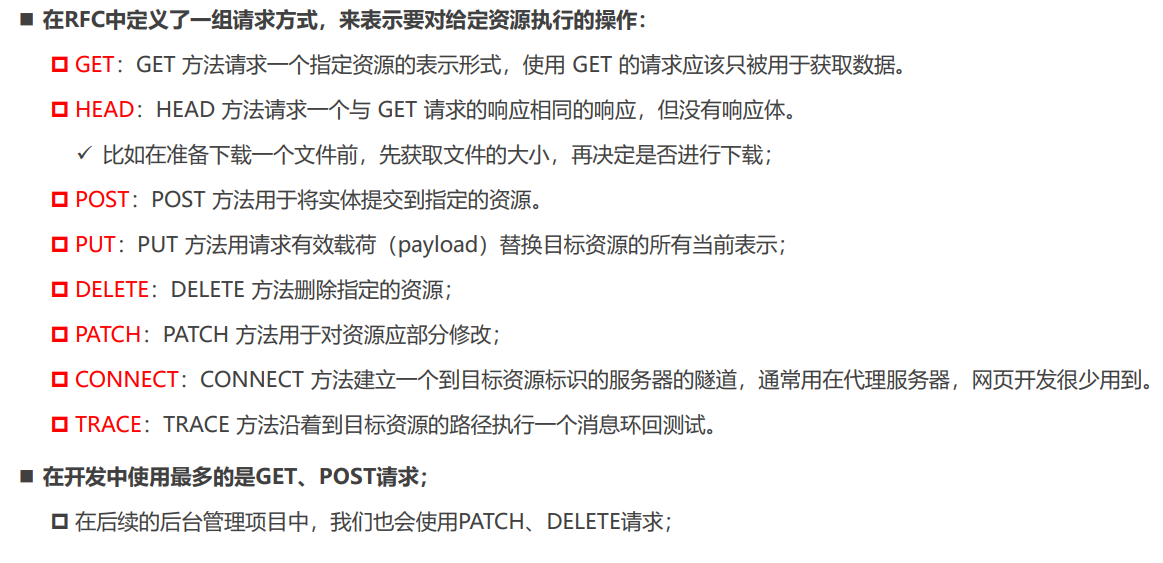 在RFC中定义了一组请求方式，来表示要对给定资源执行的操作：
GET：GET 方法请求一个指定资源的表示形式，使用 GET 的请求应该只被用于获取数据。
HEAD：HEAD 方法请求一个与 GET 请求的响应相同的响应，但没有响应体。
比如在准备下载一个文件前，先获取文件的大小，再决定是否进行下载；
POST：POST 方法用于将实体提交到指定的资源。
PUT：PUT 方法用请求有效载荷（payload）替换目标资源的所有当前表示；
DELETE：DELETE 方法删除指定的资源；
PATCH：PATCH 方法用于对资源应部分修改；
CONNECT：CONNECT 方法建立一个到目标资源标识的服务器的隧道，通常用在代理服务器，网页开发很少用到。
TRACE：TRACE 方法沿着到目标资源的路径执行一个消息环回测试。
在开发中使用最多的是GET、POST请求；
在后续的后台管理项目中，我们也会使用PATCH、DELETE请求；